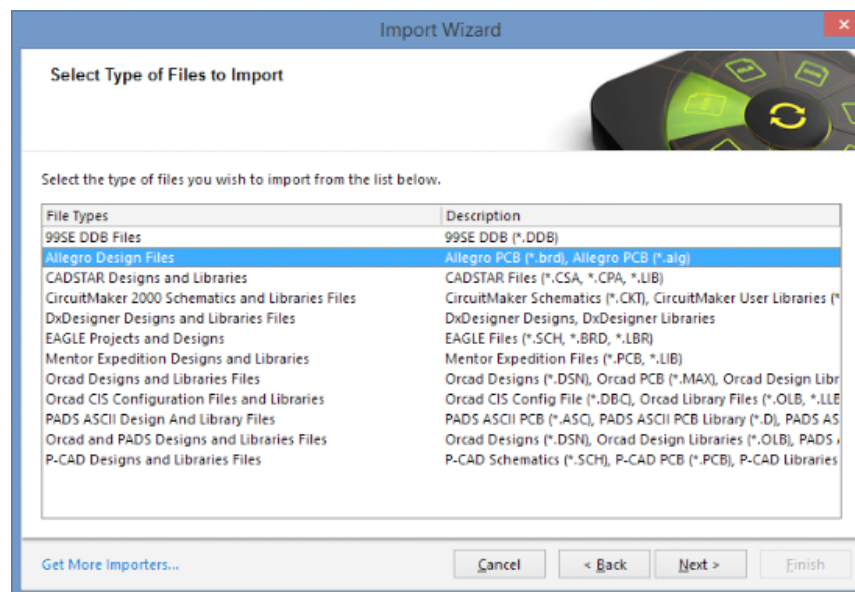 Import Wizard
Select Type of Files to Import
Select the type of files you wish to import from the list below.
File Types Description
99SE DDB Files 99SE DDB (*.DDB)
Allegro Design Files Allegro PCB (*.brd), Allegro PCB (*.alg)
CADSTAR Designs and Libraries CADSTAR Files (*.CSA, *.CPA, *.LIB)
CircuitMaker 2000 Schematics and Libraries Files CircuitMaker Schematics (*.CKT), CircuitMaker User Libraries (*
DxDesigner Designs and Libraries Files DxDesigner Designs, DxDesigner Libraries
EAGLE Projects and Designs EAGLE Files (*.SCH, *.BRD, *.LBR)
Mentor Expedition Designs and Libraries Mentor Expedition Files (*.PCB, *.LIB)
Orcad Designs and Libraries Files Orcad Designs (*.DSN), Orcad PCB (*.MAX), Orcad Design Libr
Orcad CIS Configuration Files and Libraries Orcad CIS Config File (*.DBC), Orcad Library Files (*.OLB, *.LLE
PADS ASCII Design And Library Files PADS ASCII PCB (*.ASC), PADS ASCII PCB Library (*.D), PADS AS
Orcad and PADS Designs and Libraries Files Orcad Designs (*.DSN), Orcad Design Libraries (*.OLB), PADS
P-CAD Designs and Libraries Files P-CAD Schematics (*.SCH), P-CAD PCB (*.PCB), P-CAD Libraries
Get More Importers... Cancel < Back Next > Finish